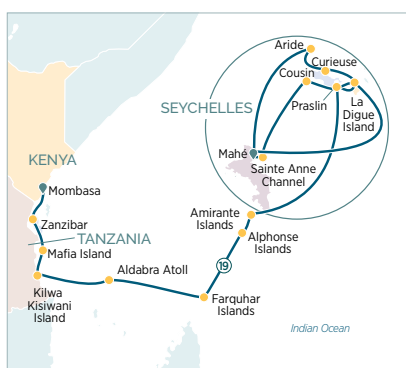 Aride
Curieuse
Cousin
SEYCHELLES
Praslin
La
Digue
Island
Mahé
Sainte Anne
Channel
KENYA
Mombasa
Amirante
Islands
Zanzibar
TANZANIA
Alphonse
Islands
Mafia Island
Aldabra Atoll
19
Kilwa
Kisiwani
Island
Farquhar
Islands
Indian Ocean